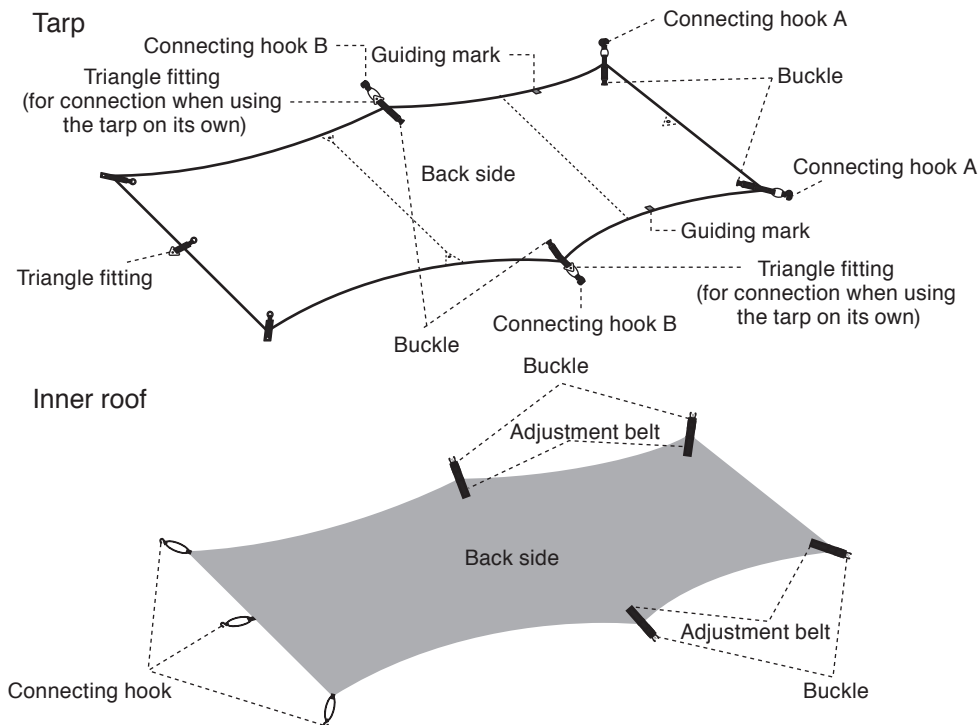 Tarp
Connecting hook B
Guiding mark
Connecting hook A
Triangle fitting
(for connection when using
the tarp on its own)
Buckle
Back side
Connecting hook A
Guiding mark
Triangle fitting
Triangle fitting
(for connection when using
the tarp on its own)
Connecting hook B
Buckle
Inner roof
Buckle
Adjustment belt
Back side
Adjustment belt
Connecting hook
Buckle